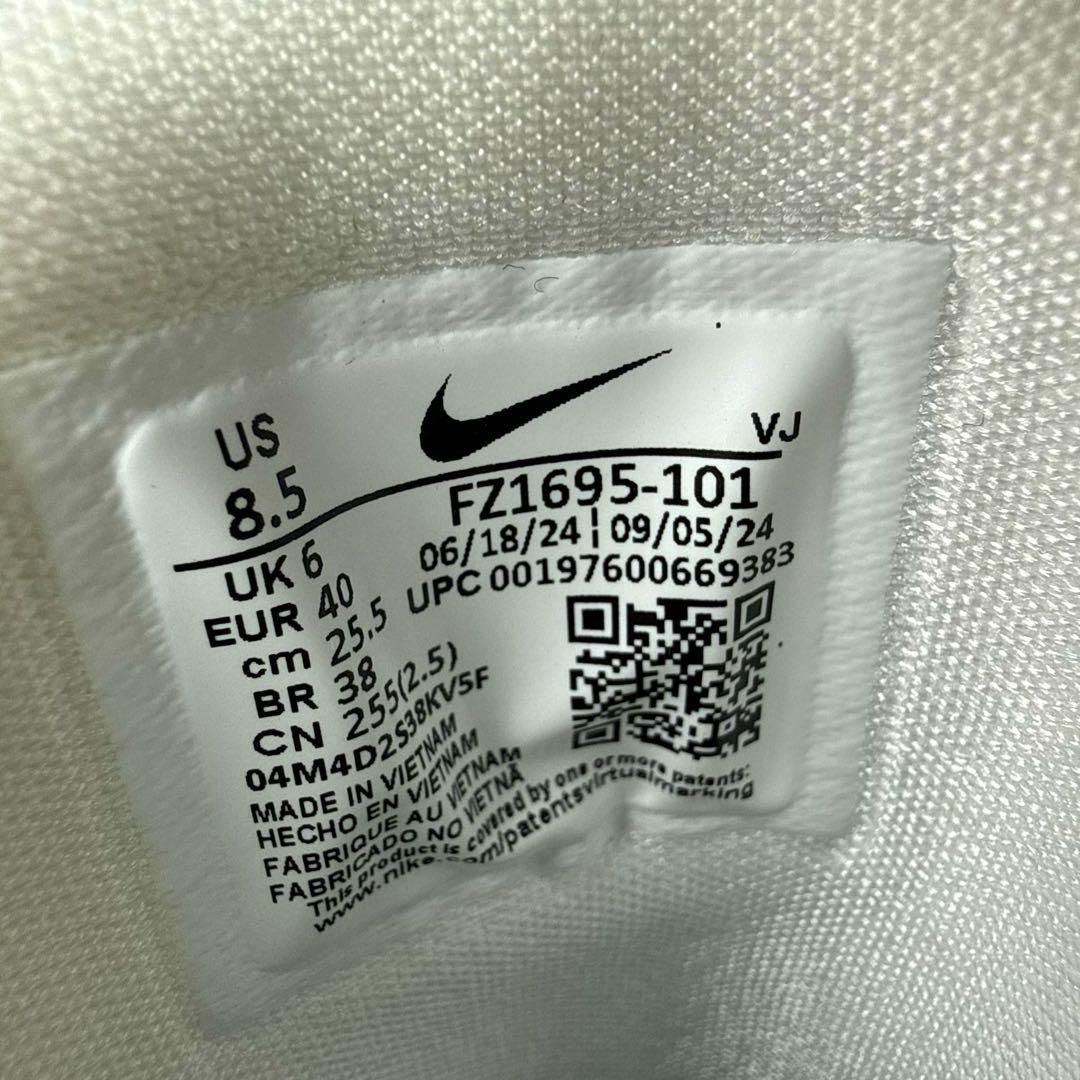 US
8.5
VJ
FZ1695-101
06/18/24 ¦ 09/05/24
UPC 00197600669383
UK 6
EUR 40
cm 25.5
BR 38
CN 255(2.5)
04M4D2S38KV5F
MADE IN VIETNAM
HECHO EN VIETNAM
FABRIQUE AU VIETNAM
FABRICADO NO VIETNÃ
This product is covered by one or more patents:
www.nike.com/patentsvirtualmarking